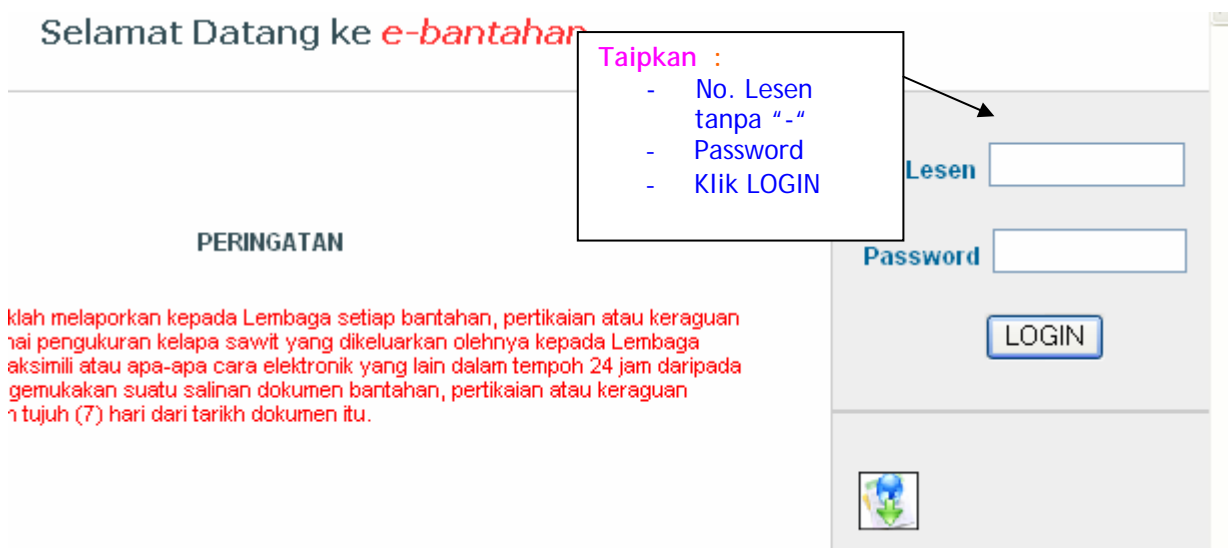 Selamat Datang ke e-bantahan
Taipkan :
- No. Lesen
tanpa “-“
- Password
- Klik LOGIN
Lesen
Password
LOGIN
PERINGATAN
klah melaporkan kepada Lembaga setiap bantahan, pertikaian atau keraguan
nai pengukuran kelapa sawit yang dikeluarkan olehnya kepada Lembaga
aksimili atau apa-apa cara elektronik yang lain dalam tempoh 24 jam daripada
gemukakan suatu salinan dokumen bantahan, pertikaian atau keraguan
tujuh (7) hari dari tarikh dokumen itu.